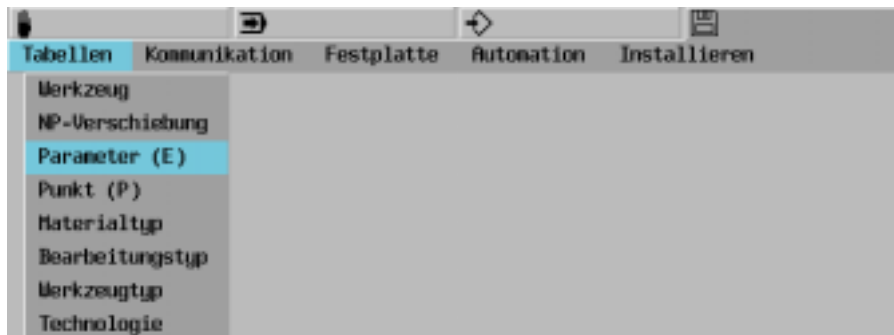 Tabellen Kommunikation Festplatte Automation Installieren
Werkzeug
NP-Verschiebung
Parameter (E)
Punkt (P)
Materialtyp
Bearbeitungstyp
Werkzeugtyp
Technologie